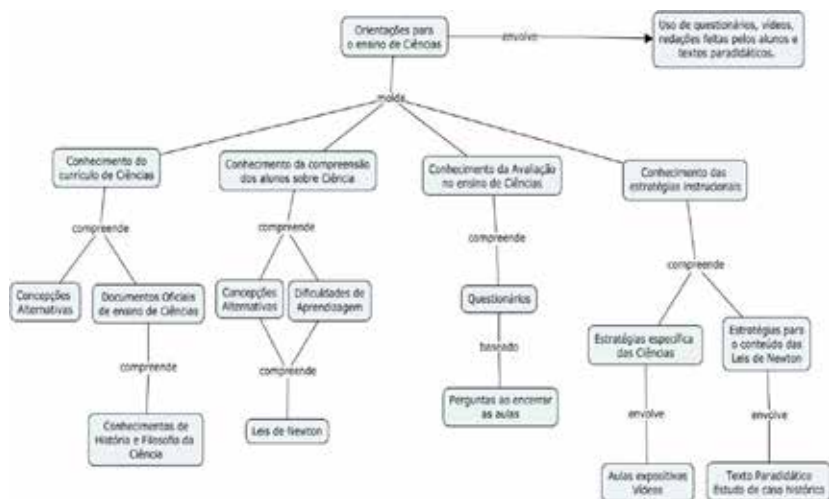 Orientações para
o ensino de Ciências
envolve
Uso de questionários, vídeos,
redações feitas pelos alunos e
textos paradidáticos.
molda
Conhecimento do
currículo de Ciências
Conhecimento da compreensão
dos alunos sobre Ciência
Conhecimento da Avaliação
no ensino de Ciências
Conhecimento das
estratégias instrucionais
compreende
compreende
compreende
compreende
Concepções
Alternativas
Documentos Oficiais
de ensino de Ciências
Concepções
Alternativas
Dificuldades de
Aprendizagem
Questionários
Estratégias específica
das Ciências
Estratégias para
o conteúdo das
Leis de Newton
compreende
compreende
baseado
Conhecimentos de
História e Filosofia da
Ciência
Leis de Newton
Perguntas ao encerrar
as aulas
envolve
envolve
Aulas expositivas
Vídeos
Texto Paradidático
Estudo de caso histórico